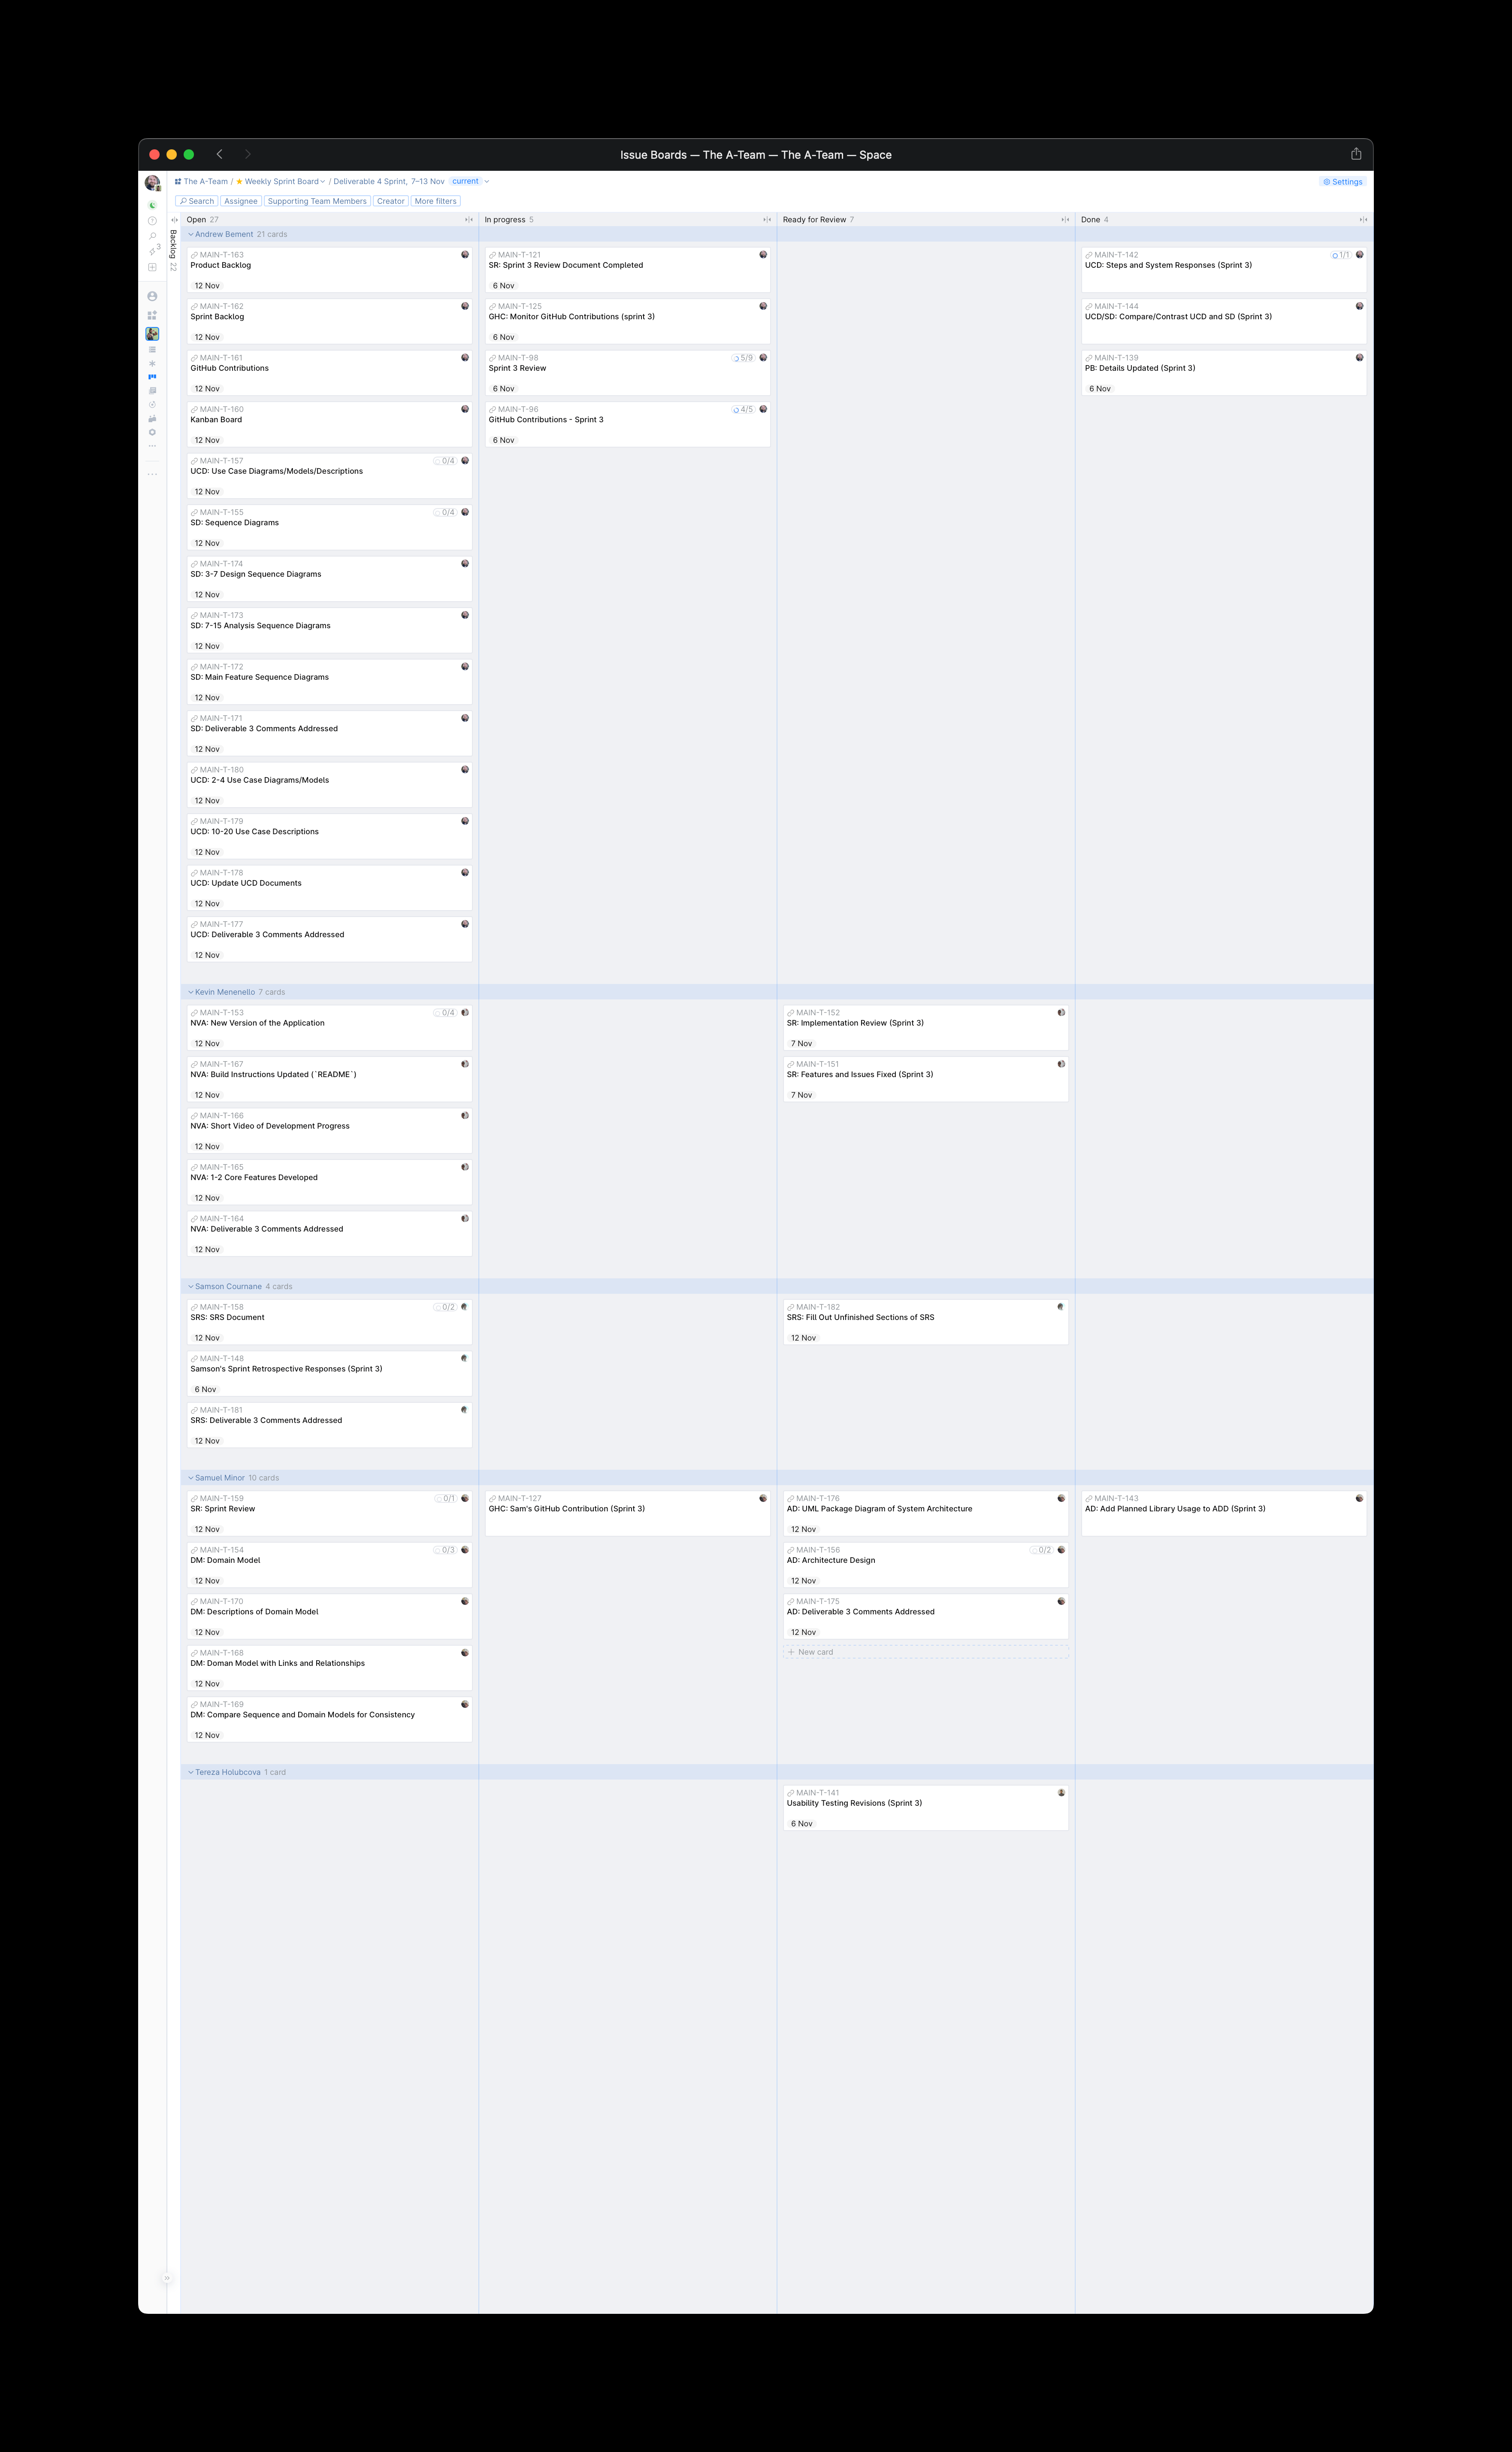 Issue Boards — The A-Team — The A-Team — Space
The A-Team / Weekly Sprint Board / Deliverable 4 Sprint, 7–13 Nov current
Settings
Search Assignee Supporting Team Members Creator More filters
3
Backlog 22
Open 27
In progress 5
Ready for Review 7
Done 4
Andrew Bement 21 cards
MAIN-T-163
Product Backlog
12 Nov
MAIN-T-162
Sprint Backlog
12 Nov
MAIN-T-161
GitHub Contributions
12 Nov
MAIN-T-160
Kanban Board
12 Nov
MAIN-T-157 0/4
UCD: Use Case Diagrams/Models/Descriptions
12 Nov
MAIN-T-155 0/4
SD: Sequence Diagrams
12 Nov
MAIN-T-174
SD: 3-7 Design Sequence Diagrams
12 Nov
MAIN-T-173
SD: 7-15 Analysis Sequence Diagrams
12 Nov
MAIN-T-172
SD: Main Feature Sequence Diagrams
12 Nov
MAIN-T-171
SD: Deliverable 3 Comments Addressed
12 Nov
MAIN-T-180
UCD: 2-4 Use Case Diagrams/Models
12 Nov
MAIN-T-179
UCD: 10-20 Use Case Descriptions
12 Nov
MAIN-T-178
UCD: Update UCD Documents
12 Nov
MAIN-T-177
UCD: Deliverable 3 Comments Addressed
12 Nov
MAIN-T-121
SR: Sprint 3 Review Document Completed
6 Nov
MAIN-T-125
GHC: Monitor GitHub Contributions (sprint 3)
6 Nov
MAIN-T-98 5/9
Sprint 3 Review
6 Nov
MAIN-T-96 4/5
GitHub Contributions - Sprint 3
6 Nov
MAIN-T-142 1/1
UCD: Steps and System Responses (Sprint 3)
MAIN-T-144
UCD/SD: Compare/Contrast UCD and SD (Sprint 3)
MAIN-T-139
PB: Details Updated (Sprint 3)
6 Nov
Kevin Menenello 7 cards
MAIN-T-153 0/4
NVA: New Version of the Application
12 Nov
MAIN-T-167
NVA: Build Instructions Updated (`README`)
12 Nov
MAIN-T-166
NVA: Short Video of Development Progress
12 Nov
MAIN-T-165
NVA: 1-2 Core Features Developed
12 Nov
MAIN-T-164
NVA: Deliverable 3 Comments Addressed
12 Nov
MAIN-T-152
SR: Implementation Review (Sprint 3)
7 Nov
MAIN-T-151
SR: Features and Issues Fixed (Sprint 3)
7 Nov
Samson Cournane 4 cards
MAIN-T-158 0/2
SRS: SRS Document
12 Nov
MAIN-T-148
Samson's Sprint Retrospective Responses (Sprint 3)
6 Nov
MAIN-T-181
SRS: Deliverable 3 Comments Addressed
12 Nov
MAIN-T-182
SRS: Fill Out Unfinished Sections of SRS
12 Nov
Samuel Minor 10 cards
MAIN-T-159 0/1
SR: Sprint Review
12 Nov
MAIN-T-154 0/3
DM: Domain Model
12 Nov
MAIN-T-170
DM: Descriptions of Domain Model
12 Nov
MAIN-T-168
DM: Doman Model with Links and Relationships
12 Nov
MAIN-T-169
DM: Compare Sequence and Domain Models for Consistency
12 Nov
MAIN-T-127
GHC: Sam's GitHub Contribution (Sprint 3)
MAIN-T-176
AD: UML Package Diagram of System Architecture
12 Nov
MAIN-T-156 0/2
AD: Architecture Design
12 Nov
MAIN-T-175
AD: Deliverable 3 Comments Addressed
12 Nov
New card
MAIN-T-143
AD: Add Planned Library Usage to ADD (Sprint 3)
Tereza Holubcova 1 card
MAIN-T-141
Usability Testing Revisions (Sprint 3)
6 Nov